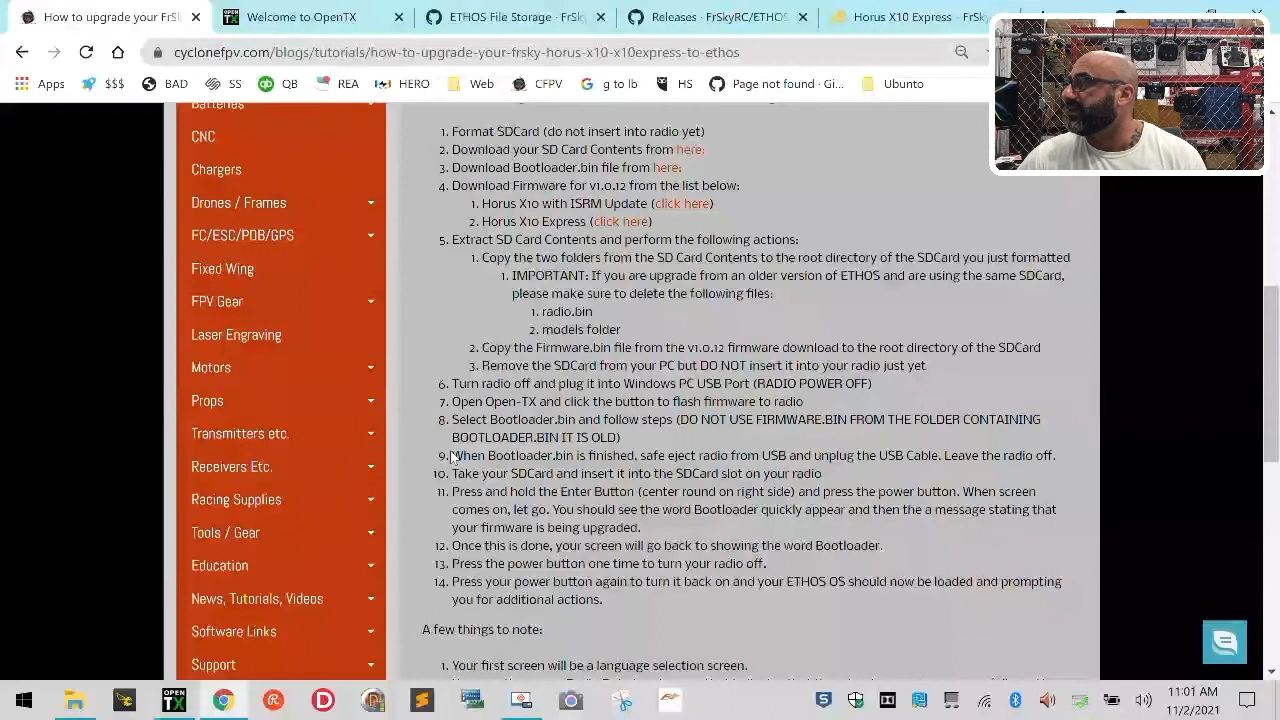 How to upgrade your FrSky Horus
Welcome to OpenTX
ETHOS File Storage - FrSk
Releases · FrSkyRC/ETHOS
Horus X10 Express - FrSk
cyclonefpv.com/blogs/tutorials/how-to-upgrade-your-frsky-horus-x10-x10express-to-ethos
Apps
$$$
BAD
SS
QB
REA
HERO
Web
cFPV
g to lb
HS
Page not found · Gi...
Ubuntu
Batteries
CNC
Chargers
Drones / Frames
FC/ESC/PDB/GPS
Fixed Wing
FPV Gear
Laser Engraving
Motors
Props
Transmitters etc.
Receivers Etc.
Racing Supplies
Tools / Gear
Education
News, Tutorials, Videos
Software Links
Support
1. Format SDCard (do not insert into radio yet)
2. Download your SD Card Contents from here:
3. Download Bootloader.bin file from here:
4. Download Firmware for v1.0.12 from the list below:
1. Horus X10 with ISRM Update (click here)
2. Horus X10 Express (click here)
5. Extract SD Card Contents and perform the following actions:
1. Copy the two folders from the SD Card Contents to the root directory of the SDCard you just formatted
1. IMPORTANT: If you upgrade from an older version of ETHOS and are using the same SDCard,
please make sure to delete the following files:
1. radio.bin
2. models folder
2. Copy the Firmware.bin file from the v1.0.12 firmware download to the root directory of the SDCard
3. Remove the SDcard from your PC but DO NOT insert it into your radio just yet
6. Turn radio off and plug it into Windows PC USB Port (RADIO POWER OFF)
7. Open Open-TX and click the button to flash firmware to radio
8. Select Bootloader.bin and follow steps (DO NOT USE FIRMWARE.BIN FROM THE FOLDER CONTAINING
BOOTLOADER.BIN IT IS OLD)
9. When Bootloader.bin is finished, safe eject radio from USB and unplug the USB Cable. Leave the radio off.
10. Take your SDCard and insert it into the SDCard slot on your radio
11. Press and hold the Enter Button (center round on right side) and press the power button. When screen
comes on, let go. You should see the word Bootloader quickly appear and then the a message stating that
your firmware is being upgrad
12. Once this is done, your screen will go back to showing the word Bootloader.
13. Press the power button one time to turn your radio off.
14. Press your power button again to turn it back on and your ETHOS OS should now be loaded and prompting
you for additional actions.
A few things to note:
1. Your first screen will be a language selection screen.
OPEN
TX
11:01 AM
11/2/2021